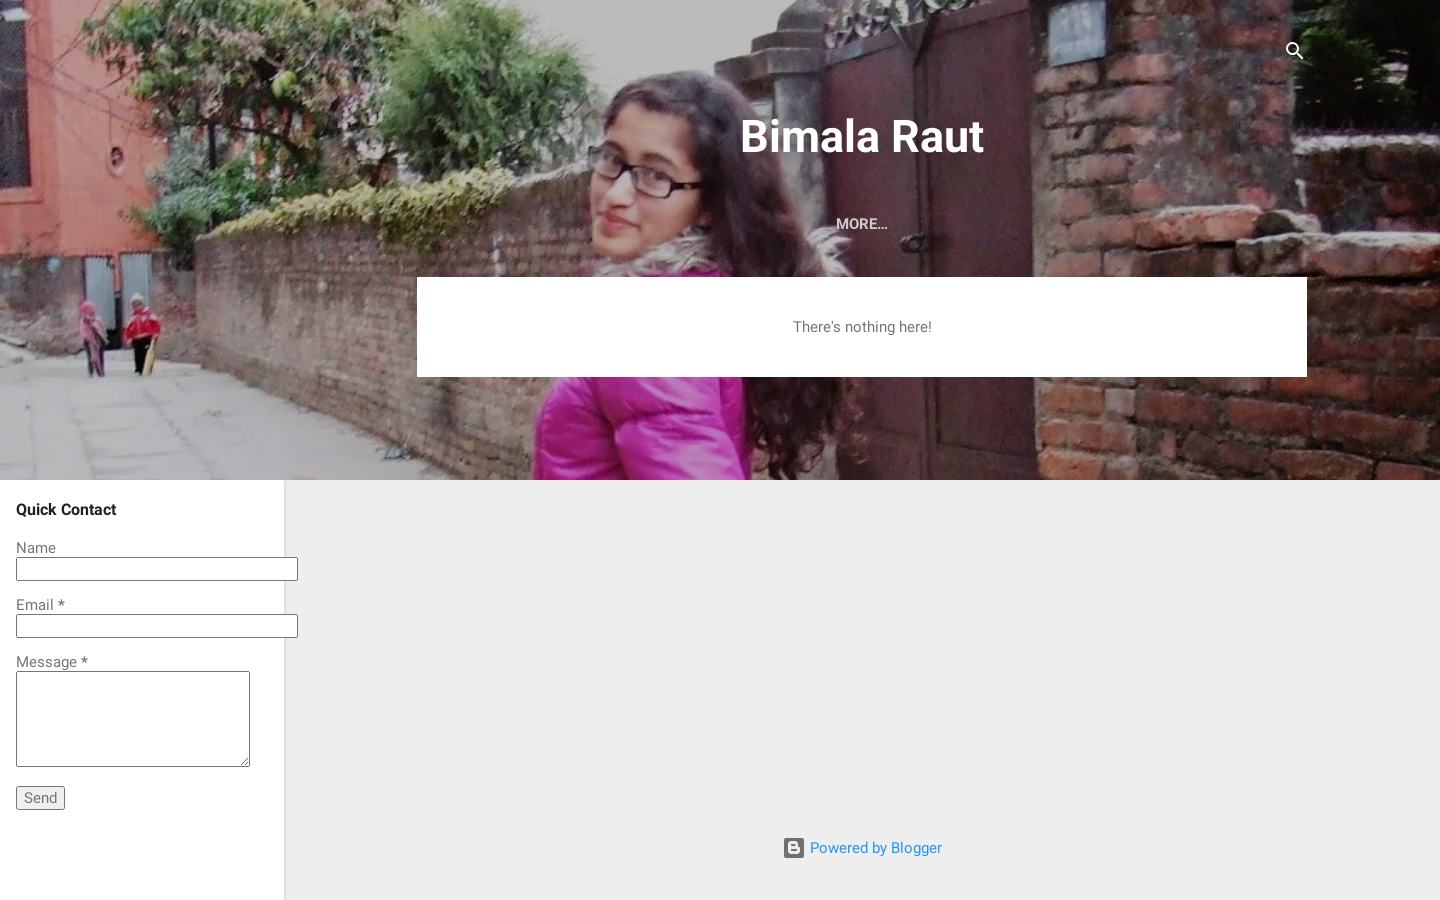 Bimala Raut
MORE…
There's nothing here!
Quick Contact
Name
Email *
Message *
Send
Powered by Blogger